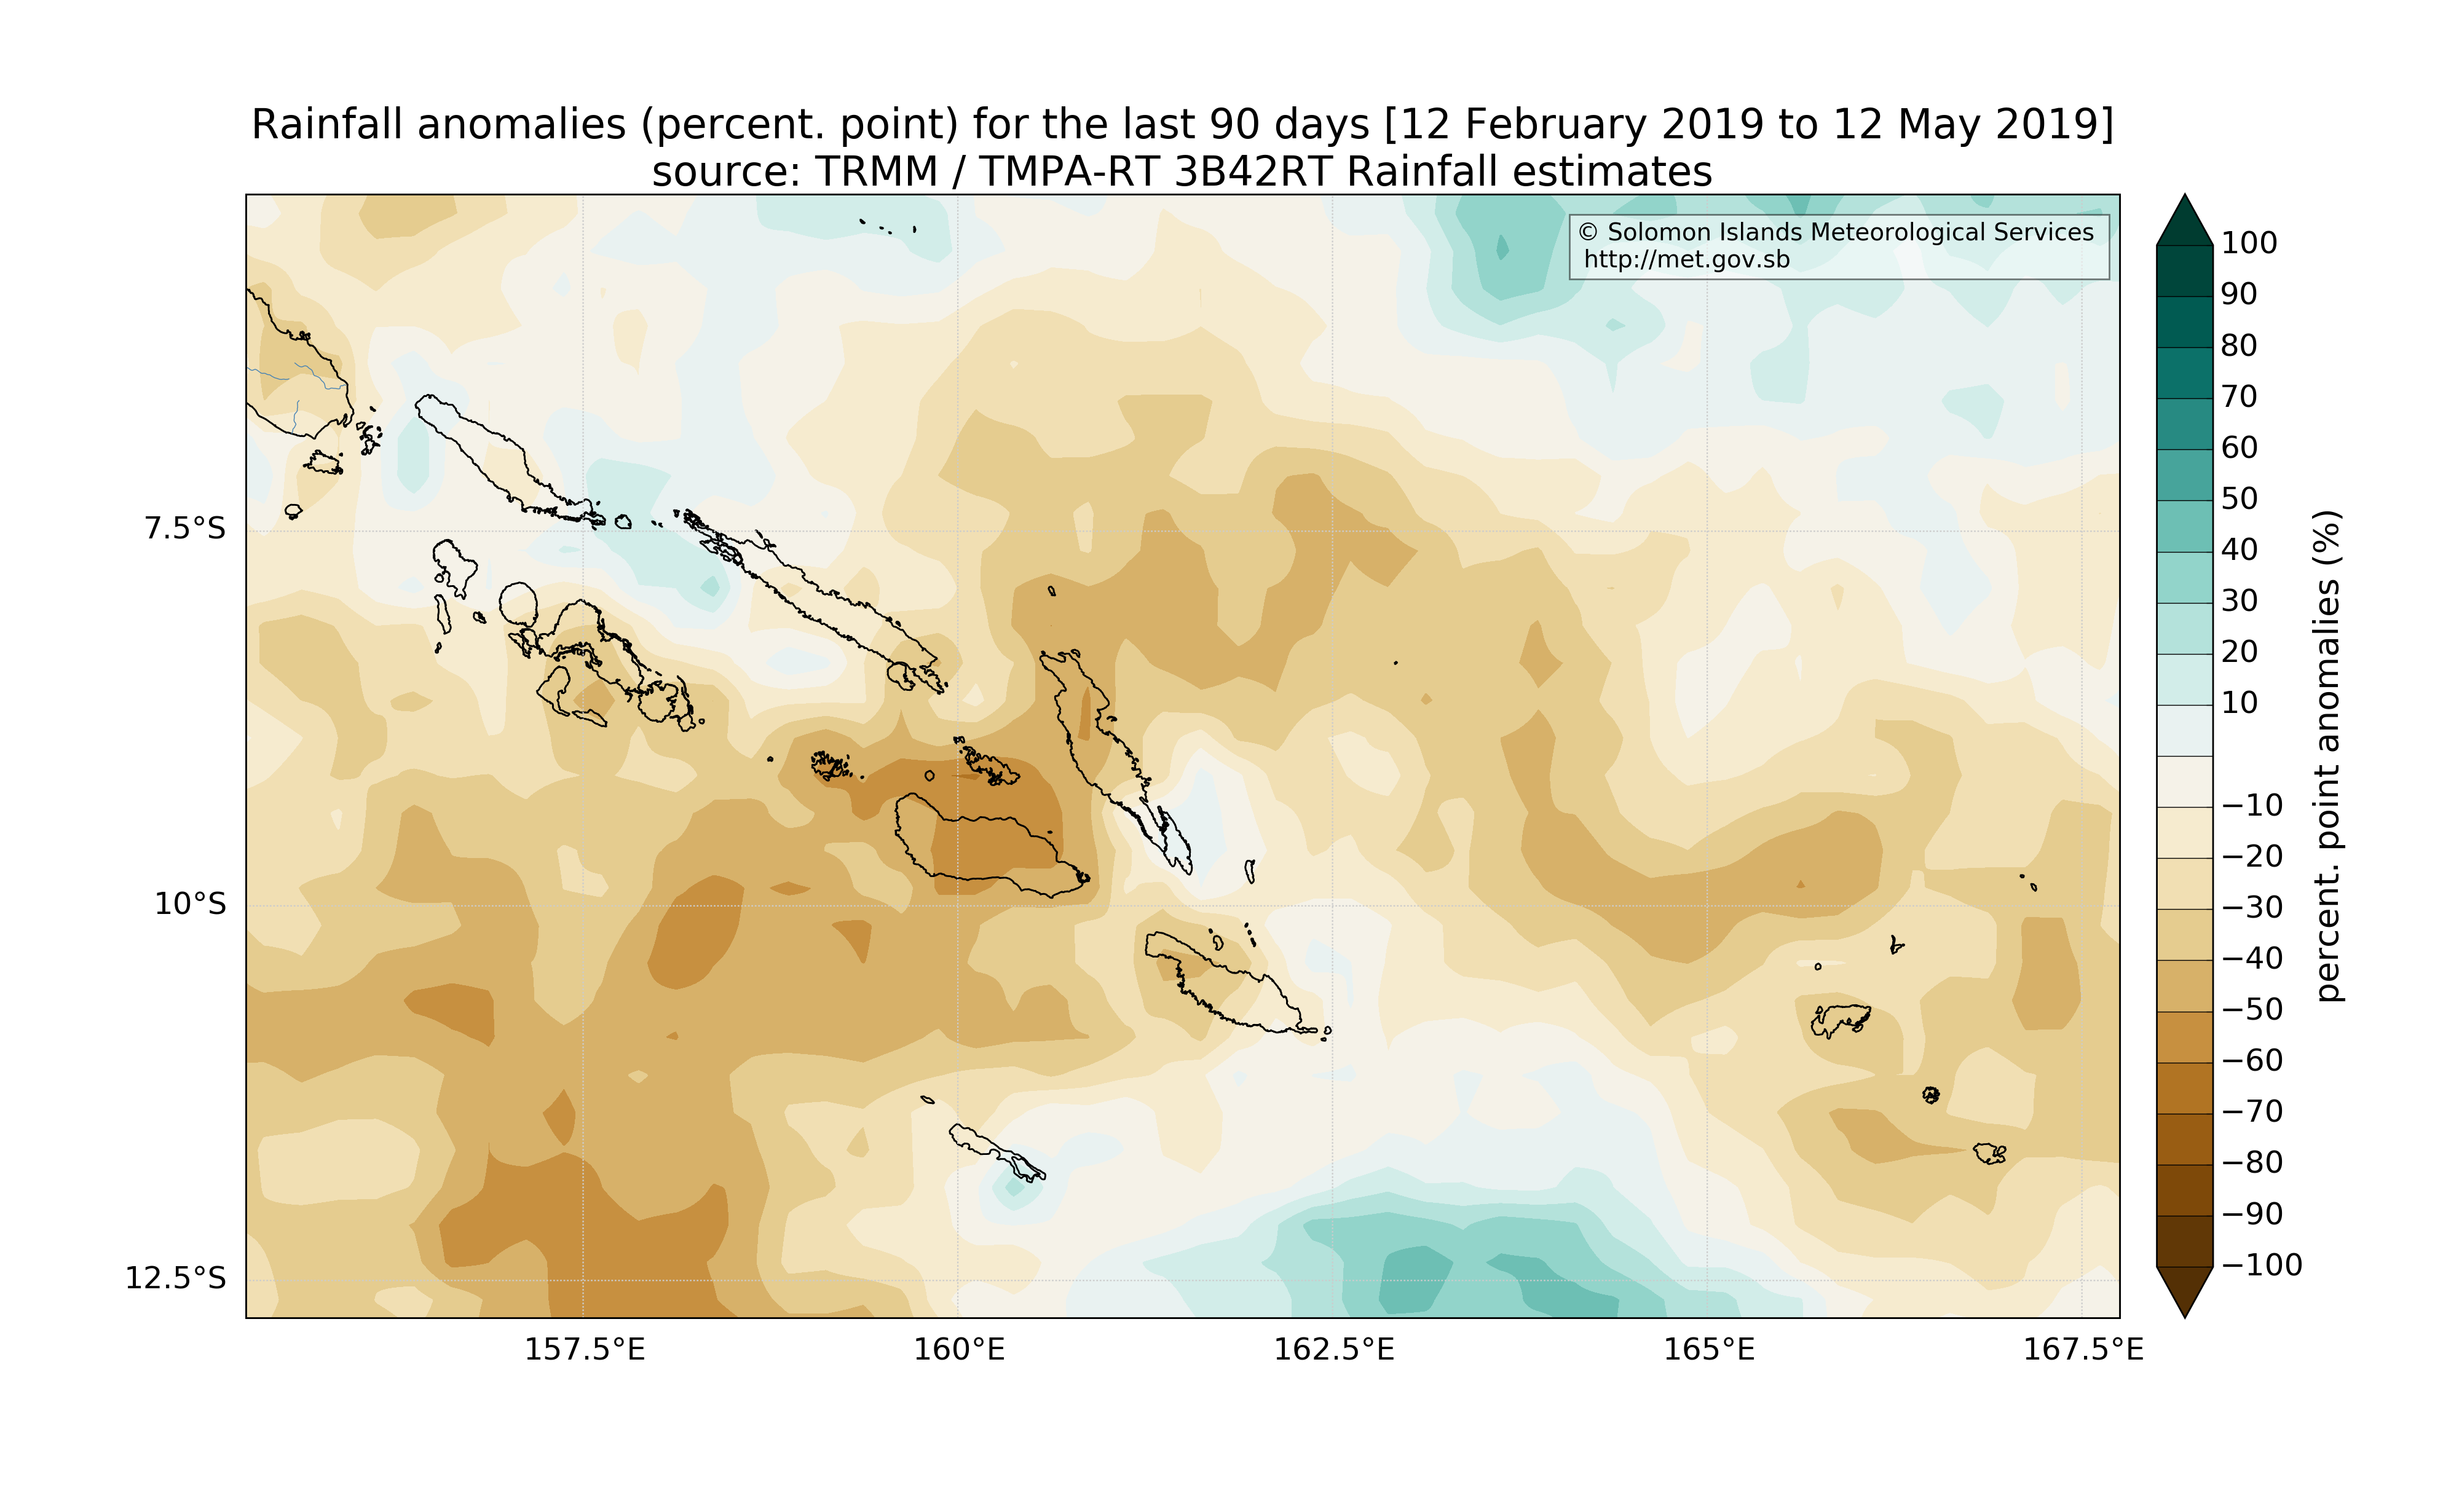 Rainfall anomalies (percent. point) for the last 90 days [12 February 2019 to 12 May 2019]
source: TRMM / TMPA-RT 3B42RT Rainfall estimates
© Solomon Islands Meteorological Services
http://met.gov.sb
7.5°S
10°S
12.5°S
157.5°E
160°E
162.5°E
165°E
167.5°E
100
90
80
70
60
50
40
30
20
10
−10
−20
−30
−40
−50
−60
−70
−80
−90
−100
percent. point anomalies (%)